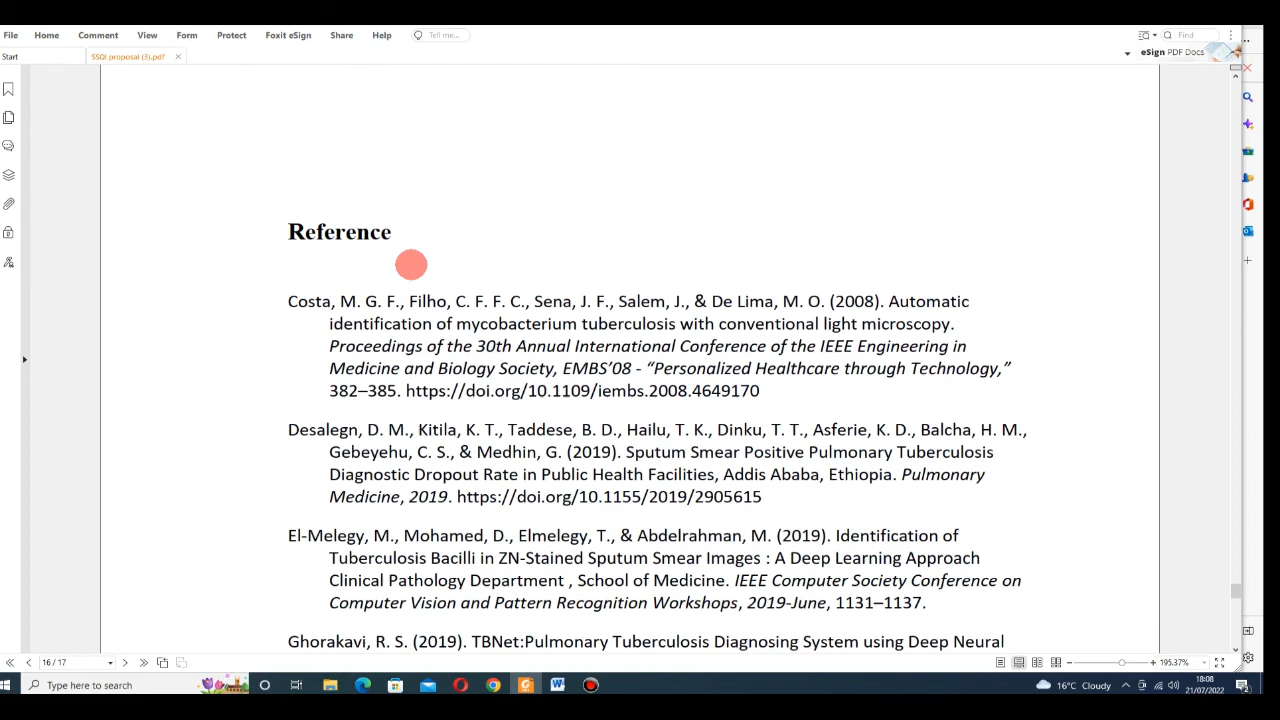 File Home Comment View Form Protect Foxit eSign Share Help Tell me... Find
Start SSQI proposal (3).pdf eSign PDF Docs
Reference
Costa, M. G. F., Filho, C. F. F. C., Sena, J. F., Salem, J., & De Lima, M. O. (2008). Automatic
identification of mycobacterium tuberculosis with conventional light microscopy.
Proceedings of the 30th Annual International Conference of the IEEE Engineering in
Medicine and Biology Society, EMBS’08 - “Personalized Healthcare through Technology,”
382–385. https://doi.org/10.1109/iembs.2008.4649170
Desalegn, D. M., Kitila, K. T., Taddese, B. D., Hailu, T. K., Dinku, T. T., Asferie, K. D., Balcha, H. M.,
Gebeyehu, C. S., & Medhin, G. (2019). Sputum Smear Positive Pulmonary Tuberculosis
Diagnostic Dropout Rate in Public Health Facilities, Addis Ababa, Ethiopia. Pulmonary
Medicine, 2019. https://doi.org/10.1155/2019/2905615
El-Melegy, M., Mohamed, D., Elmelegy, T., & Abdelrahman, M. (2019). Identification of
Tuberculosis Bacilli in ZN-Stained Sputum Smear Images : A Deep Learning Approach
Clinical Pathology Department , School of Medicine. IEEE Computer Society Conference on
Computer Vision and Pattern Recognition Workshops, 2019-June, 1131–1137.
Ghorakavi, R. S. (2019). TBNet:Pulmonary Tuberculosis Diagnosing System using Deep Neural
16 / 17 195.37%
Type here to search 16°C Cloudy 18:08
21/07/2022